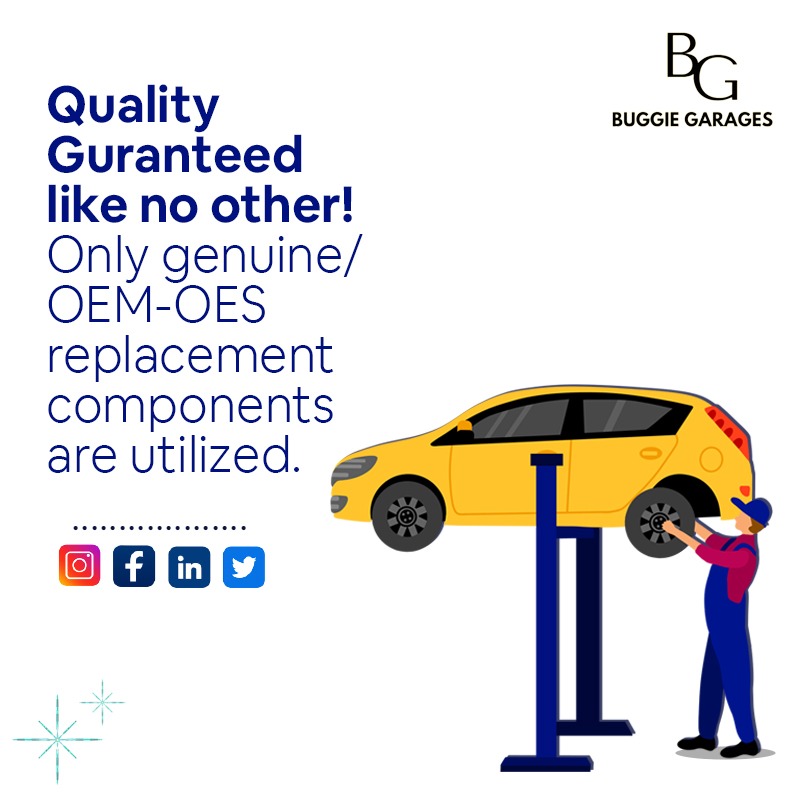 BG
BUGGIE GARAGES
Quality
Guranteed
like no other!
Only genuine/
OEM-OES
replacement
components
are utilized.
...................